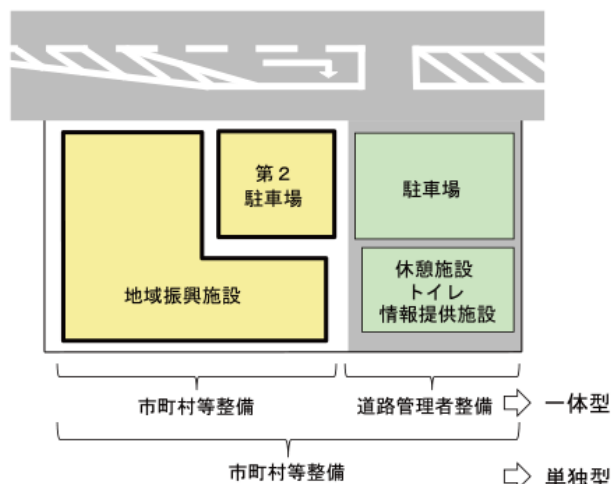 第２
駐車場
駐車場
地域振興施設
休憩施設
トイレ
情報提供施設
市町村等整備
道路管理者整備
一体型
市町村等整備
単独型